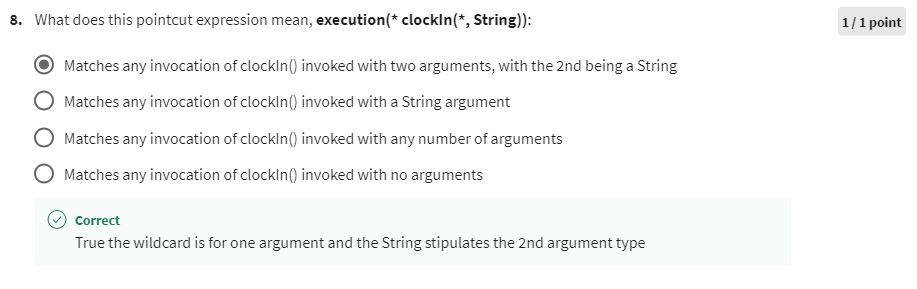 8. What does this pointcut expression mean, execution(* clockIn(*, String)):
1 / 1 point
Matches any invocation of clockIn() invoked with two arguments, with the 2nd being a String
Matches any invocation of clockIn() invoked with a String argument
Matches any invocation of clockIn() invoked with any number of arguments
Matches any invocation of clockIn() invoked with no arguments
Correct
True the wildcard is for one argument and the String stipulates the 2nd argument type